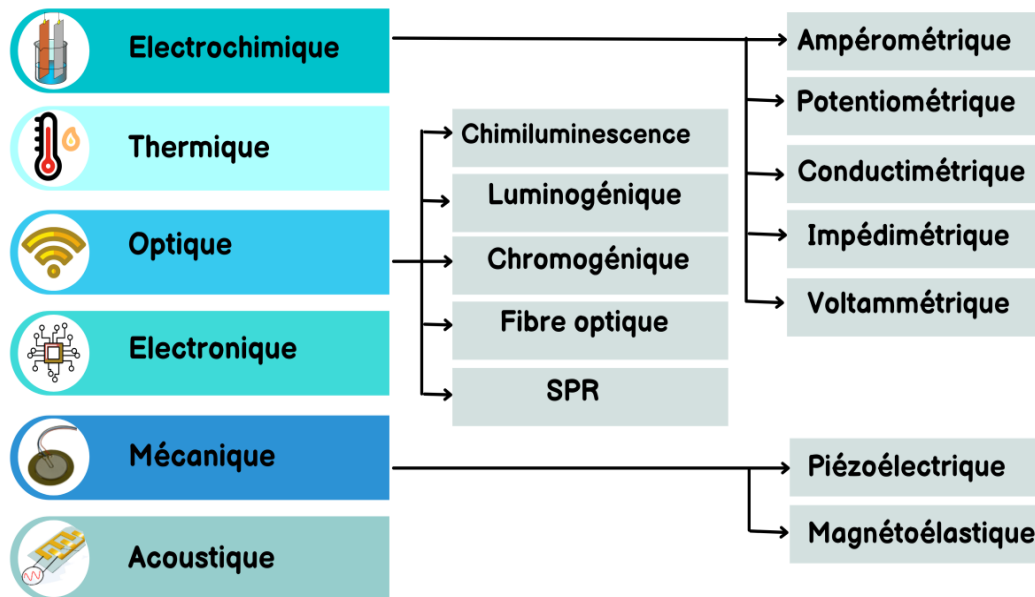 Electrochimique
Thermique
Optique
Electronique
Mécanique
Acoustique
Chimiluminescence
Luminogénique
Chromogénique
Fibre optique
SPR
Ampérométrique
Potentiométrique
Conductimétrique
Impédimétrique
Voltammétrique
Piézoélectrique
Magnétoélastique